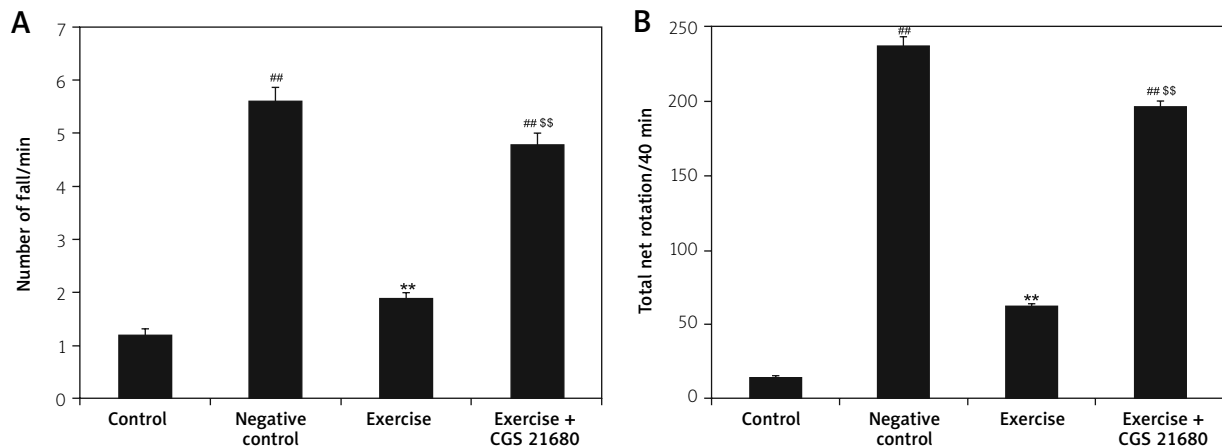 A
Number of fall/min
7
6
5
4
3
2
1
0
##
**
## $$
Control
Negative
control
Exercise
Exercise +
CGS 21680
B
Total net rotation/40 min
250
200
150
100
50
0
##
**
## $$
Control
Negative
control
Exercise
Exercise +
CGS 21680